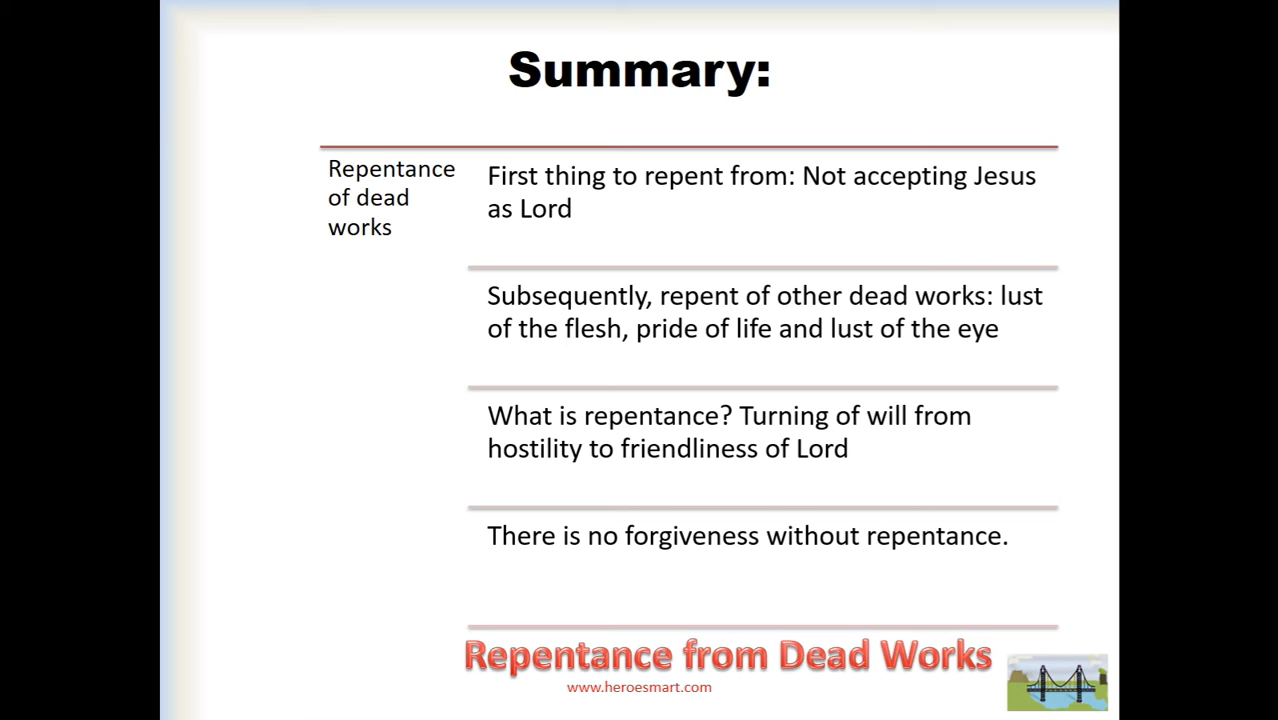 Summary:
Repentance
of dead
works
First thing to repent from: Not accepting Jesus
as Lord
Subsequently, repent of other dead works: lust
of the flesh, pride of life and lust of the eye
What is repentance? Turning of will from
hostility to friendliness of Lord
There is no forgiveness without repentance.
Repentance from Dead Works
www.heroesmart.com